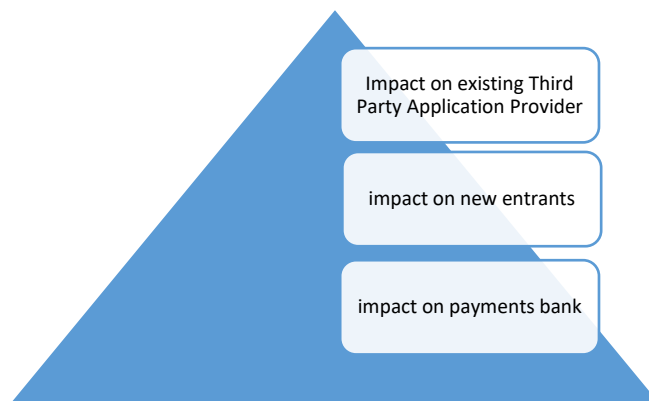 Impact on existing Third
Party Application Provider
impact on new entrants
impact on payments bank